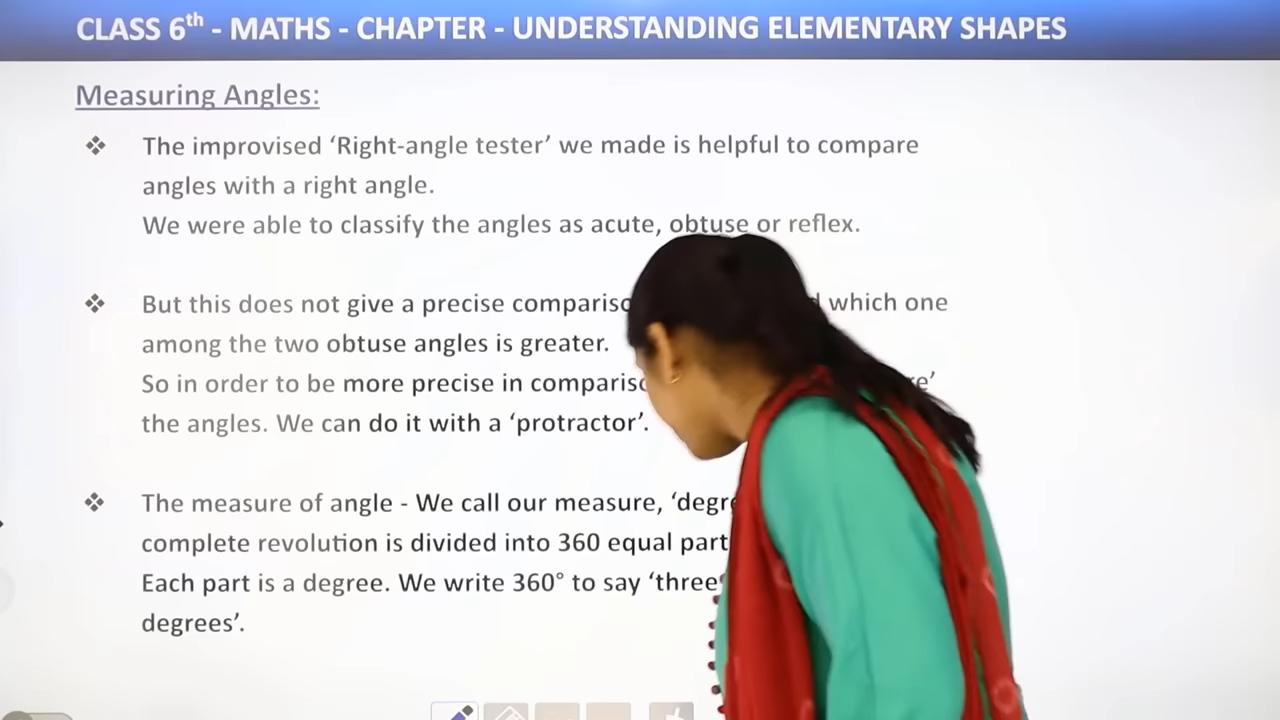 CLASS 6th - MATHS - CHAPTER - UNDERSTANDING ELEMENTARY SHAPES
Measuring Angles:
❖ The improvised ‘Right-angle tester’ we made is helpful to compare
angles with a right angle.
We were able to classify the angles as acute, obtuse or reflex.
❖ But this does not give a precise which one
among the two obtuse angles is greater.
So in order to be more precise in
the angles. We can do it with a ‘protractor’.
❖ The measure of angle - We call our measure,
complete revolution is divided into 360 equal
Each part is a degree. We write 360° to say ‘three
degrees’.